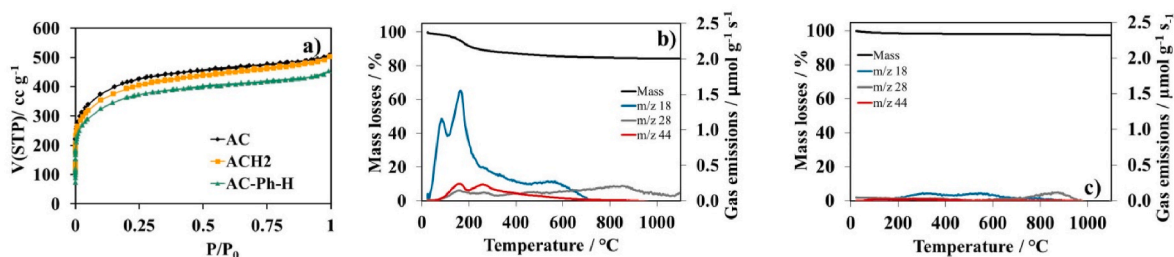 a)
V(STP)/ cc g-1
600
500
400
300
200
100
0
AC
ACH2
AC-Ph-H
0
0.25
0.5
0.75
1
P/P0
b)
Mass losses / %
100
80
60
40
20
0
Mass
m/z 18
m/z 28
m/z 44
2.5
2.0
1.5
1.0
0.5
0.0
Gas emissions / μmol g-1 s-1
0 200 400 600 800 1000
Temperature / °C
c)
Mass losses / %
100
80
60
40
20
0
Mass
m/z 18
m/z 28
m/z 44
2.5
2.0
1.5
1.0
0.5
0.0
Gas emissions / μmol g-1 s-1
0 200 400 600 800 1000
Temperature / °C